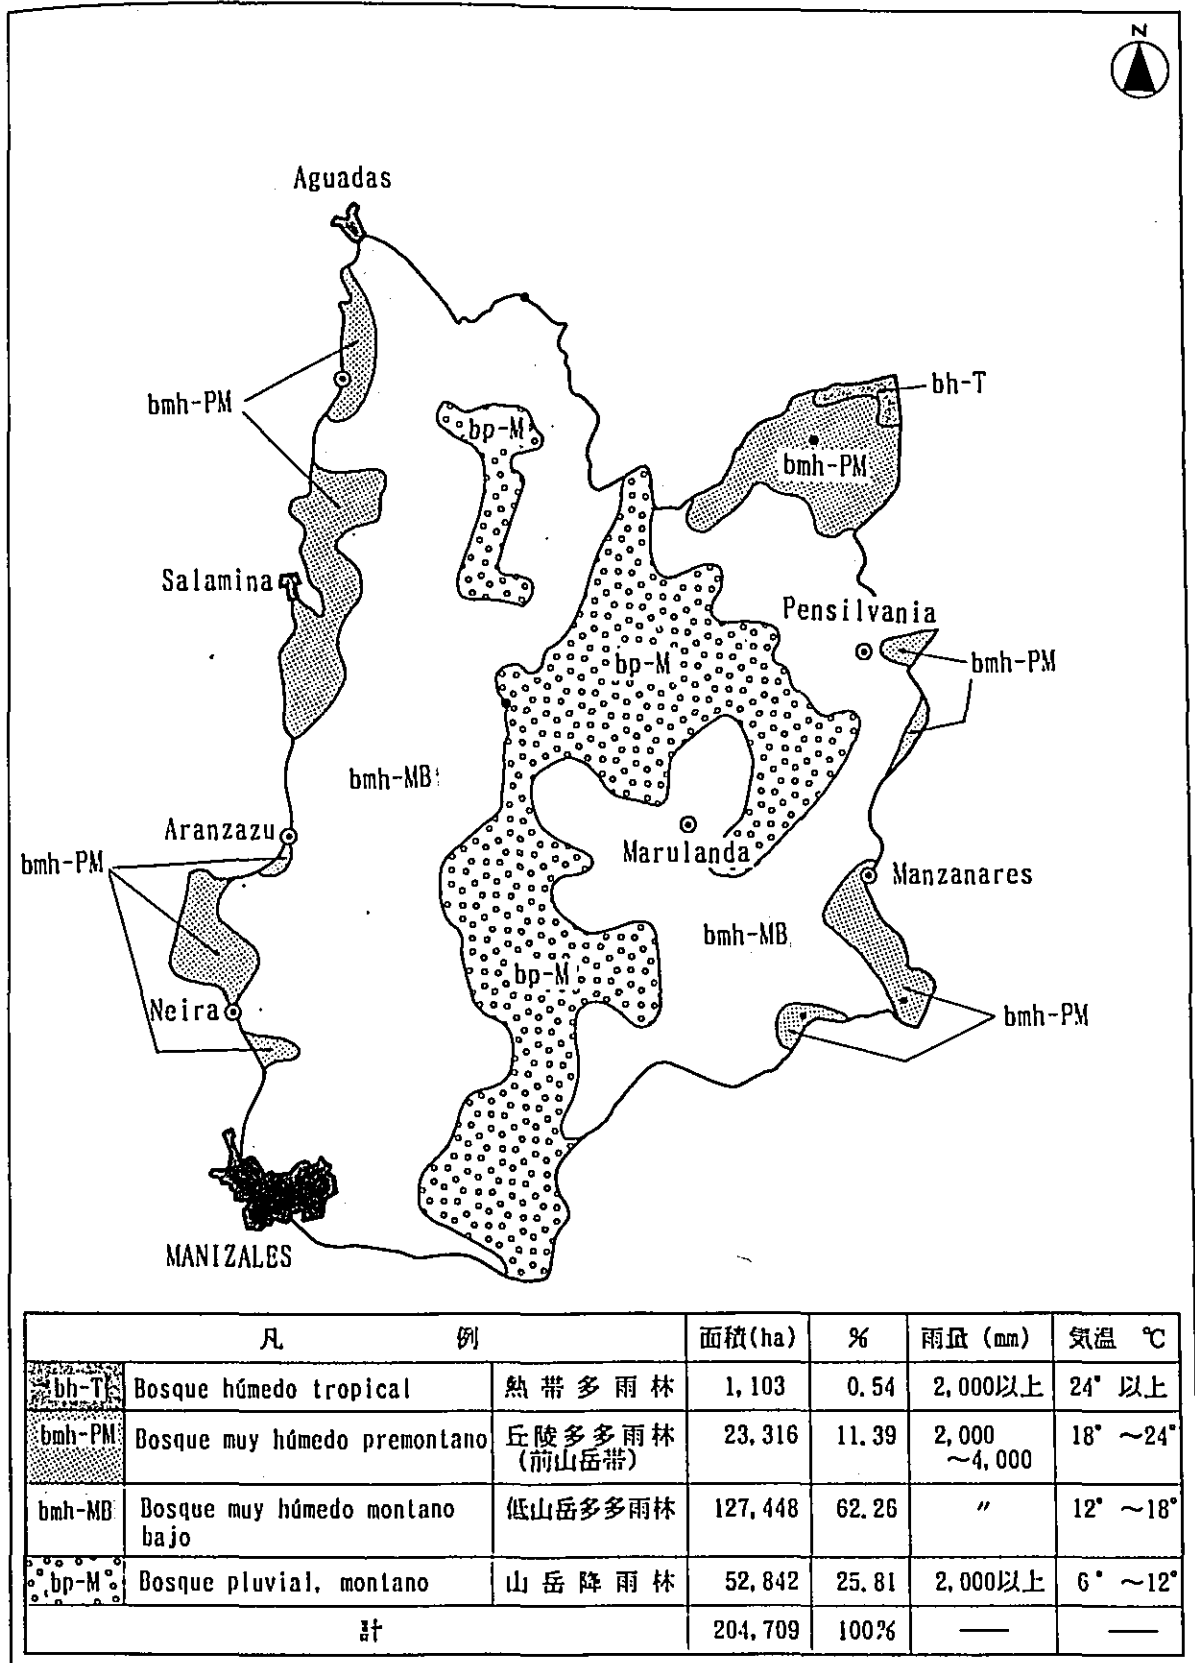 N
Aguadas
bmh-PM
bh-T
bp-M
bmh-PM
Salamina
Pensilvania
bp-M
bmh-PM
bmh-MB
Aranzazu
Marulanda
bmh-PM
Manzanares
bmh-MB
bp-M
Neira
bmh-PM
MANIZALES
凡 例 面積(ha) % 雨量(mm) 気温 ℃
bh-T Bosque húmedo tropical 熱帯多雨林 1,103 0.54 2,000以上 24° 以上
bmh-PM Bosque muy húmedo premontano 丘陵多多雨林 23,316 11.39 2,000 18° ~24°
(前山岳帯) ~4,000
bmh-MB Bosque muy húmedo montano 低山岳多多雨林 127,448 62.26 〃 12° ~18°
bajo
bp-M Bosque pluvial, montano 山岳降雨林 52,842 25.81 2,000以上 6° ~12°
計 204,709 100% — —